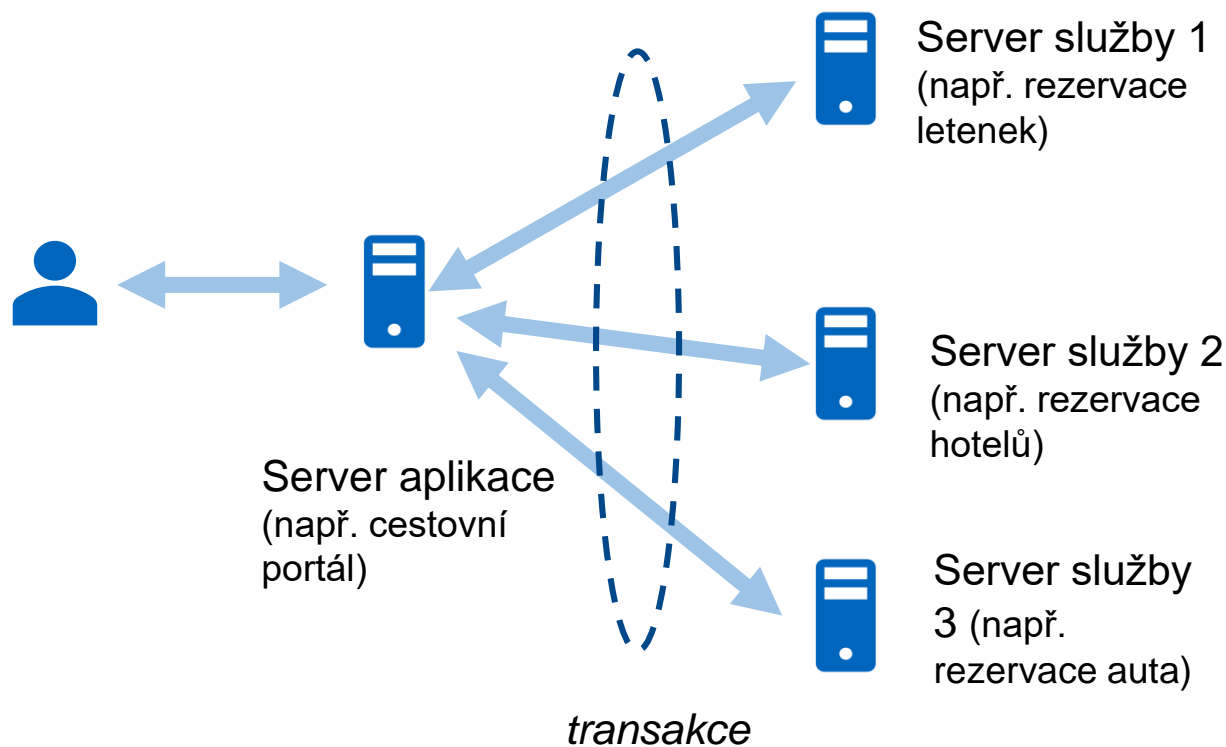 Server služby 1
(např. rezervace
letenek)
Server služby 2
(např. rezervace
hotelů)
Server aplikace
(např. cestovní
portál)
Server služby
3 (např.
rezervace auta)
transakce